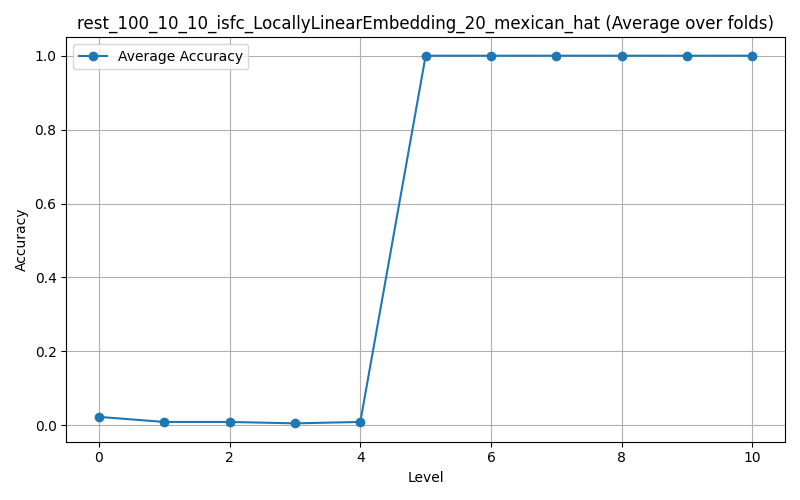 rest_100_10_10_isfc_LocallyLinearEmbedding_20_mexican_hat (Average over folds)
Average Accuracy
1.0
0.8
0.6
0.4
0.2
0.0
Accuracy
0 2 4 6 8 10
Level